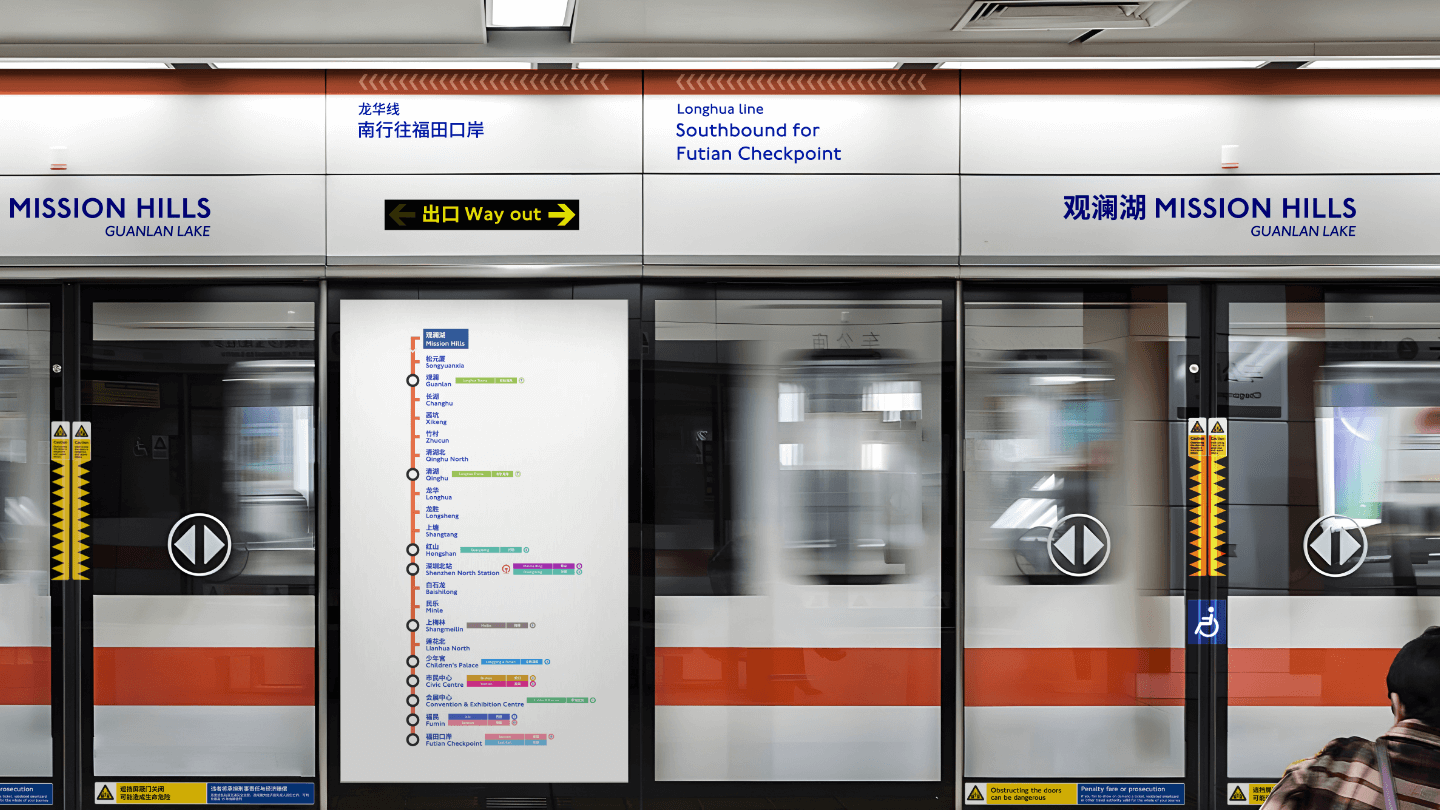 龙华线
南行往福田口岸
Longhua line
Southbound for
Futian Checkpoint
MISSION HILLS
GUANLAN LAKE
出口 Way out
观澜湖 MISSION HILLS
GUANLAN LAKE
观澜湖
Mission Hills
松元厦
Songyuanxia
观澜
Guanlan
长湖
Changhu
茜坑
Xikeng
竹村
Zhucun
清湖北
Qinghu North
清湖
Qinghu
龙华
Longhua
龙胜
Longsheng
上塘
Shangtang
红山
Hongshan
深圳北站
Shenzhen North Station
白石龙
Baishilong
民乐
Minle
上梅林
Shangmeilin
莲花北
Lianhua North
少年宫
Children's Palace
市民中心
Civic Centre
会展中心
Convention & Exhibition Centre
福民
Fumin
福田口岸
Futian Checkpoint
Caution
Caution
Caution
Caution
prosecution
阻挡屏蔽门关闭
可能造成生命危险
Obstructing the doors
can be dangerous
Penalty fare or prosecution